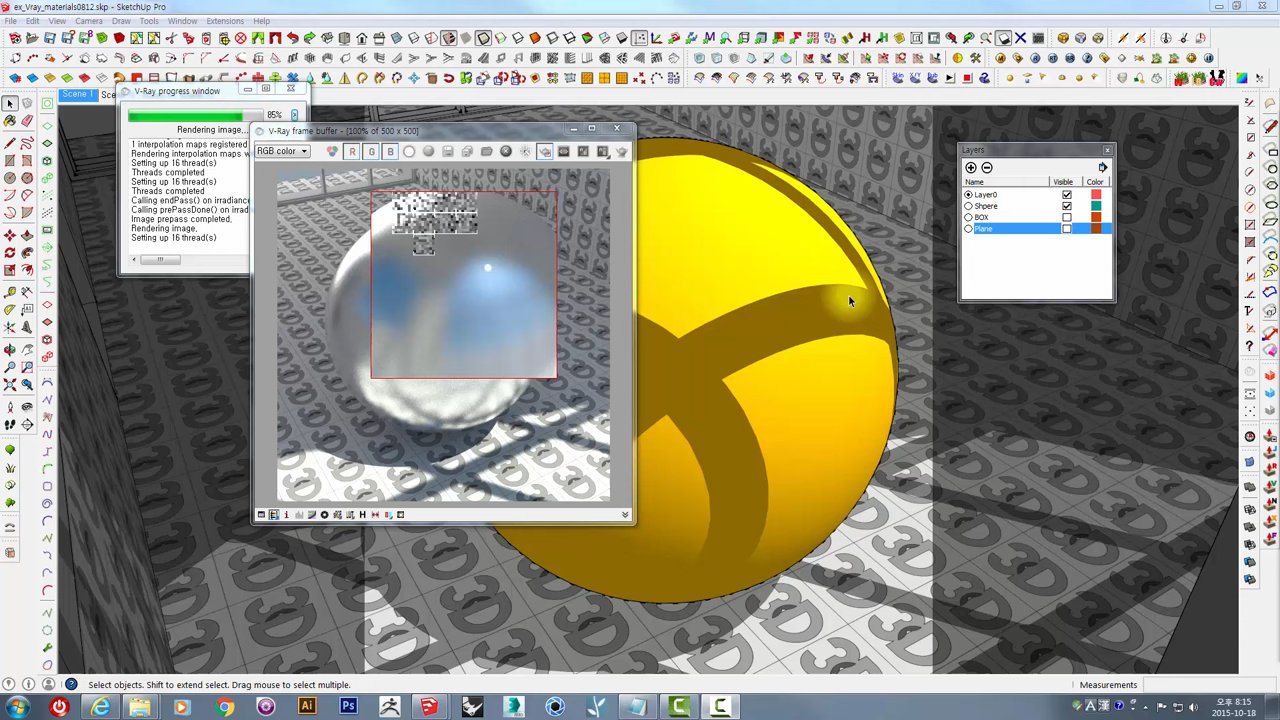 ex_Vray_materials0812.skp - SketchUp Pro
File Edit View Camera Draw Tools Window Extensions Help
Scene 1
V-Ray progress window
85%
Rendering image...
1 interpolation maps registered
Rendering interpolation maps
Setting up 16 thread(s)
Threads completed
Setting up 16 thread(s)
Threads completed
Calling endPass() on irradiance
Calling prePassDone() on irrad
Image prepass completed
Rendering image.
Setting up 16 thread(s)
V-Ray frame buffer - [100% of 500 x 500]
RGB color
R G B
Layers
Name Visible Color
Layer0
Shpere
BOX
Plane
Select objects. Shift to extend select. Drag mouse to select multiple.
Measurements
Ai
Ps
오후 8:15
2015-10-18